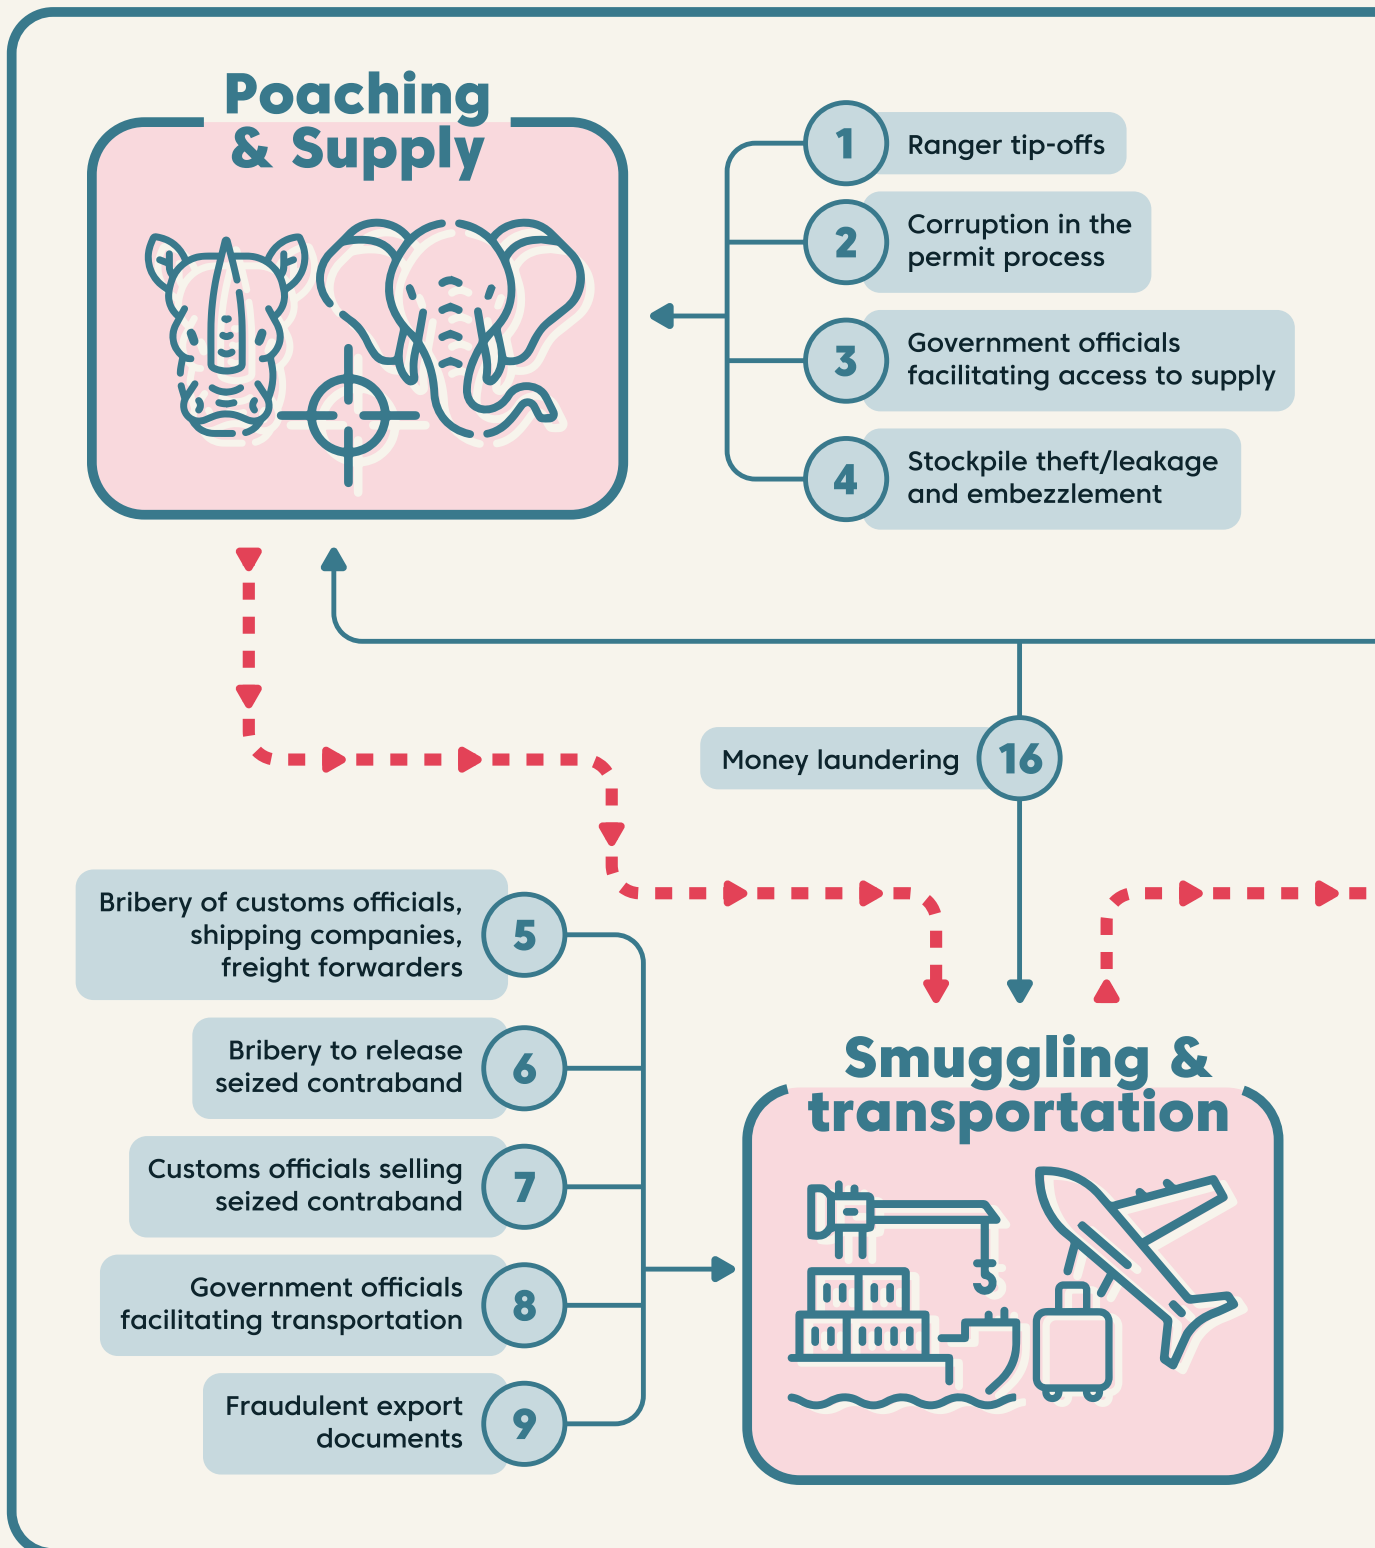 Poaching
& Supply
1
Ranger tip-offs
2
Corruption in the
permit process
3
Government officials
facilitating access to supply
4
Stockpile theft/leakage
and embezzlement
Money laundering
16
Bribery of customs officials,
shipping companies,
freight forwarders
5
Bribery to release
seized contraband
6
Customs officials selling
seized contraband
7
Government officials
facilitating transportation
8
Fraudulent export
documents
9
Smuggling &
transportation